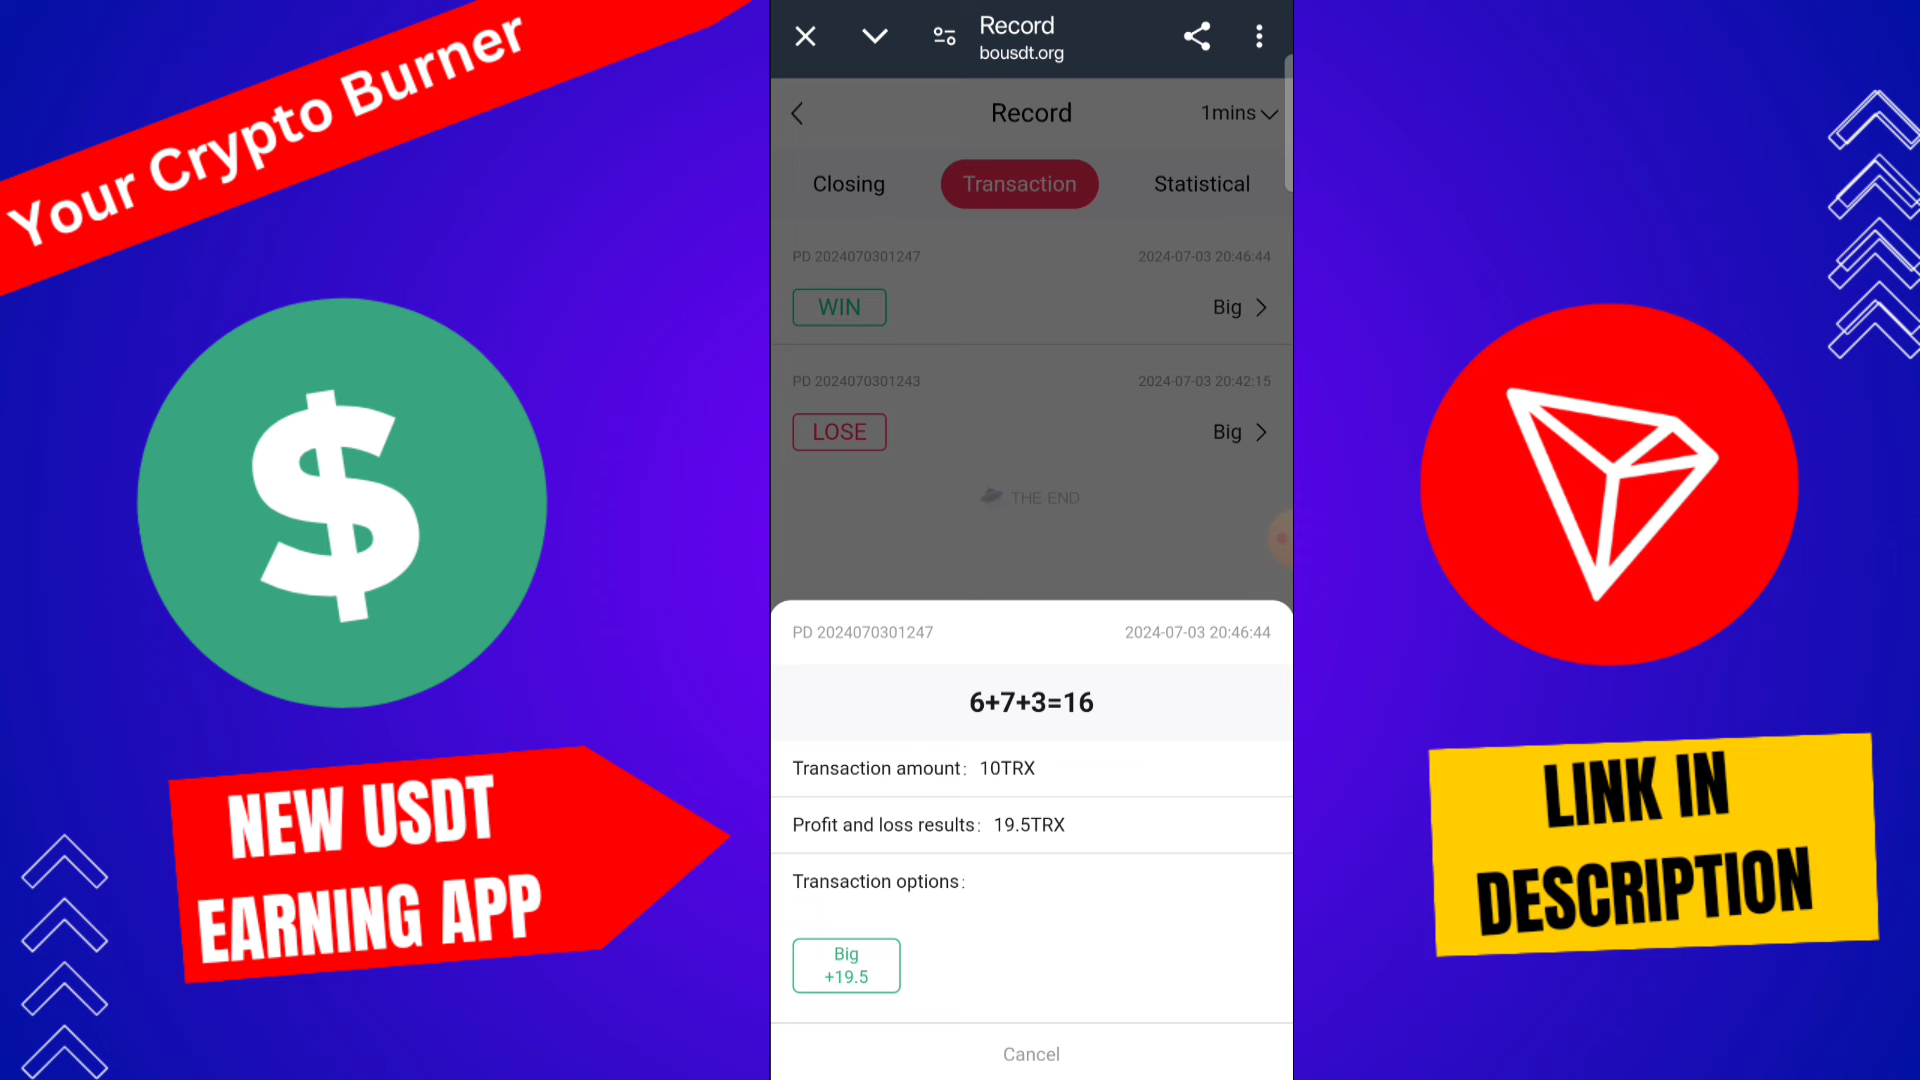 Your Crypto Burner
Record
bousdt.org
Record
1mins
Closing
Transaction
Statistical
PD 2024070301247
2024-07-03 20:46:44
WIN
Big
PD 2024070301243
2024-07-03 20:42:15
LOSE
Big
THE END
PD 2024070301247
2024-07-03 20:46:44
6+7+3=16
Transaction amount: 10TRX
Profit and loss results: 19.5TRX
Transaction options:
Big
+19.5
Cancel
$
NEW USDT
EARNING APP
LINK IN
DESCRIPTION